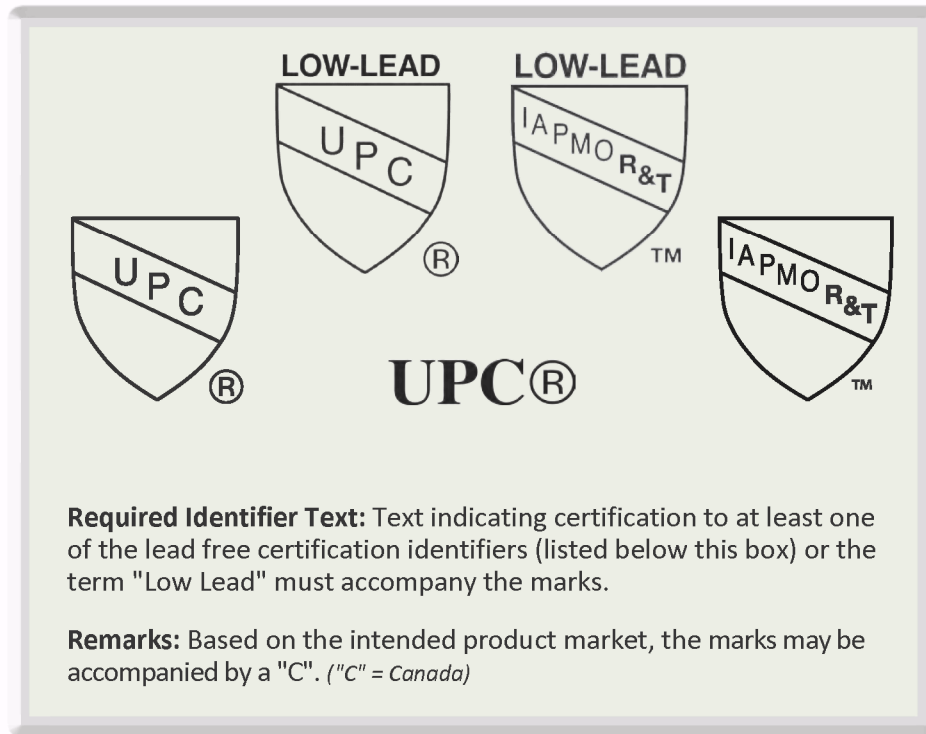 LOW-LEAD
UPC
®
LOW-LEAD
IAPMO R&T
TM
UPC
®
IAPMO R&T
TM
UPC®
Required Identifier Text: Text indicating certification to at least one
of the lead free certification identifiers (listed below this box) or the
term "Low Lead" must accompany the marks.
Remarks: Based on the intended product market, the marks may be
accompanied by a "C". ("C" = Canada)